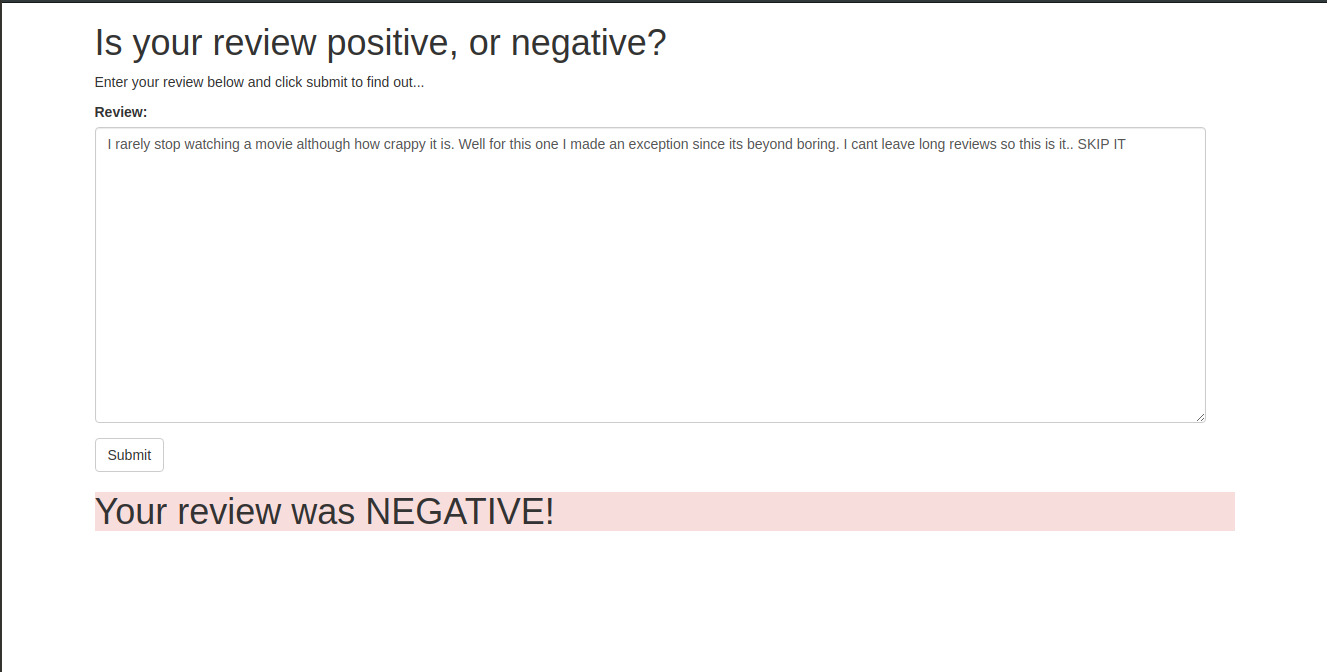 Is your review positive, or negative?
Enter your review below and click submit to find out...
Review:
I rarely stop watching a movie although how crappy it is. Well for this one I made an exception since its beyond boring. I cant leave long reviews so this is it.. SKIP IT
Submit
Your review was NEGATIVE!